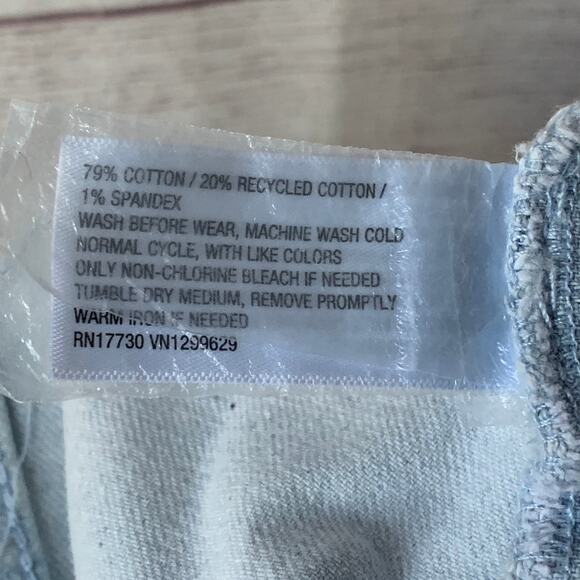 79% COTTON / 20% RECYCLED COTTON /
1% SPANDEX
WASH BEFORE WEAR, MACHINE WASH COLD
NORMAL CYCLE, WITH LIKE COLORS
ONLY NON-CHLORINE BLEACH IF NEEDED
TUMBLE DRY MEDIUM, REMOVE PROMPTLY
WARM IRON IF NEEDED
RN17730 VN1299629